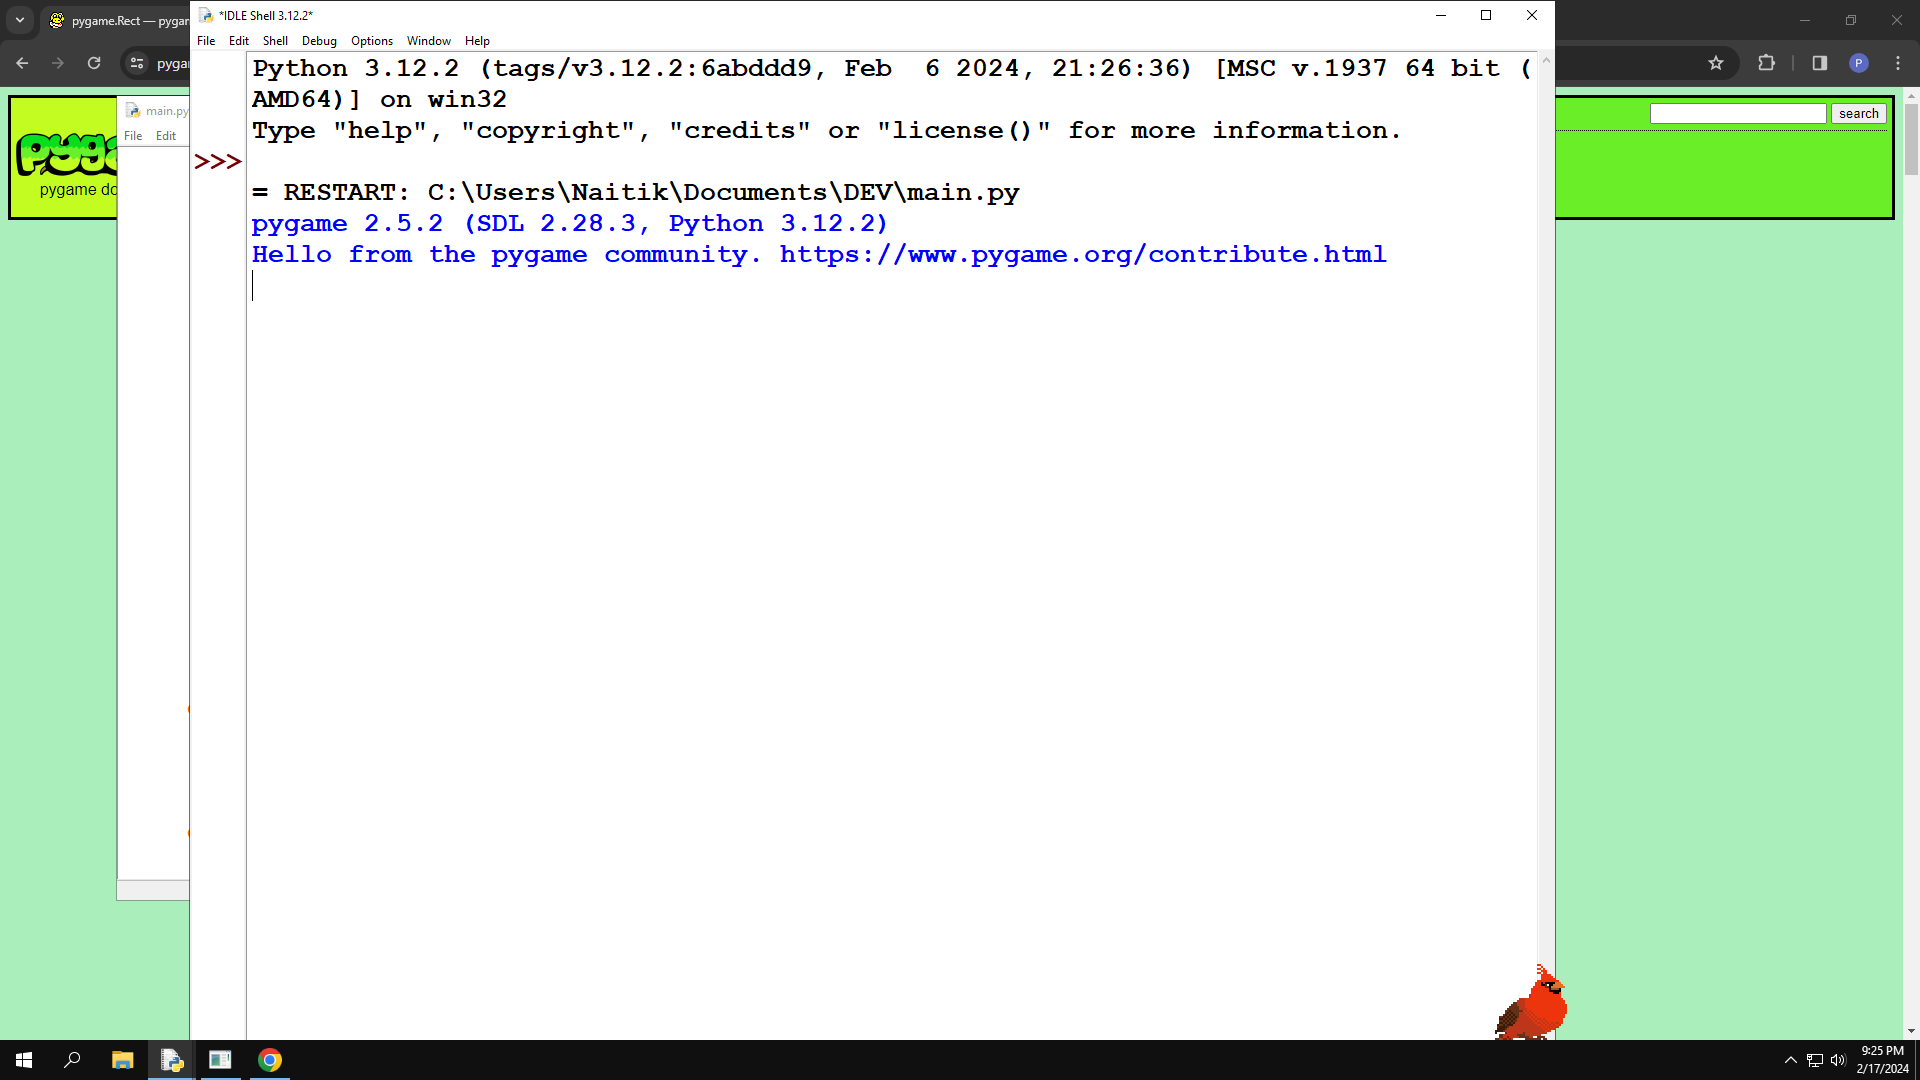 pygame.Rect — pygam
*IDLE Shell 3.12.2*
File Edit Shell Debug Options Window Help
pygam
P
Python 3.12.2 (tags/v3.12.2:6abddd9, Feb  6 2024, 21:26:36) [MSC v.1937 64 bit (
AMD64)] on win32
Type "help", "copyright", "credits" or "license()" for more information.
>>>
= RESTART: C:\Users\Naitik\Documents\DEV\main.py
pygame 2.5.2 (SDL 2.28.3, Python 3.12.2)
Hello from the pygame community. https://www.pygame.org/contribute.html
search
main.py
File Edit
pyga
pygame do
9:25 PM
2/17/2024